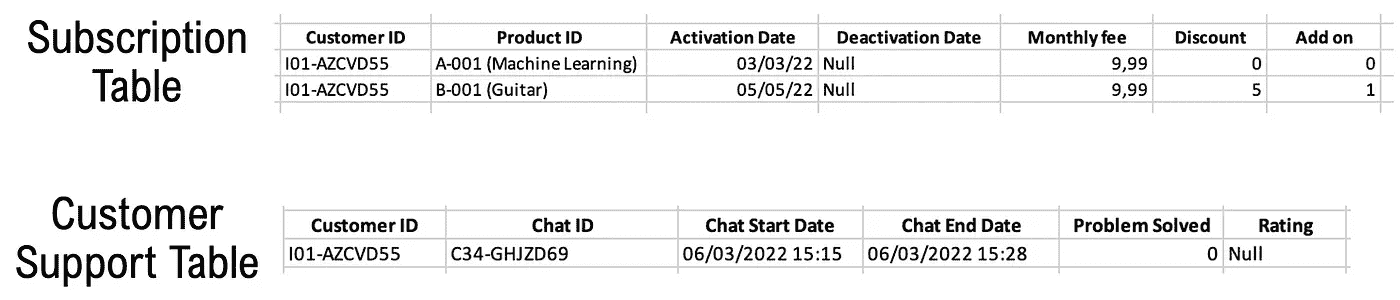 Subscription
Table
Customer ID Product ID Activation Date Deactivation Date Monthly fee Discount Add on
I01-AZCVD55 A-001 (Machine Learning) 03/03/22 Null 9,99 0 0
I01-AZCVD55 B-001 (Guitar) 05/05/22 Null 9,99 5 1
Customer
Support Table
Customer ID Chat ID Chat Start Date Chat End Date Problem Solved Rating
I01-AZCVD55 C34-GHJZD69 06/03/2022 15:15 06/03/2022 15:28 0 Null